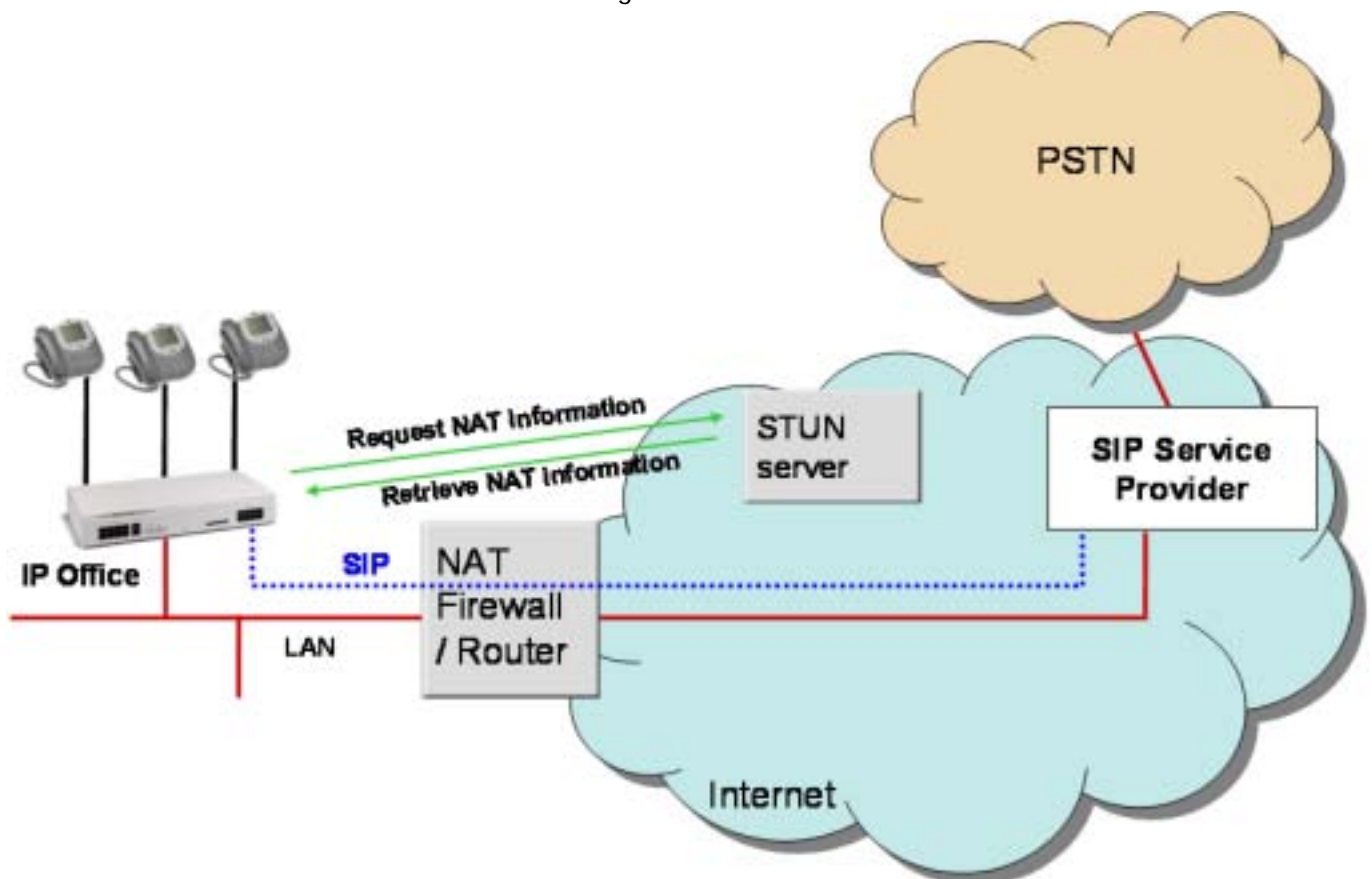 PSTN
Request NAT Information
Retrieve NAT Information
STUN
server
SIP Service
Provider
IP Office
SIP
NAT
Firewall
/ Router
LAN
Internet